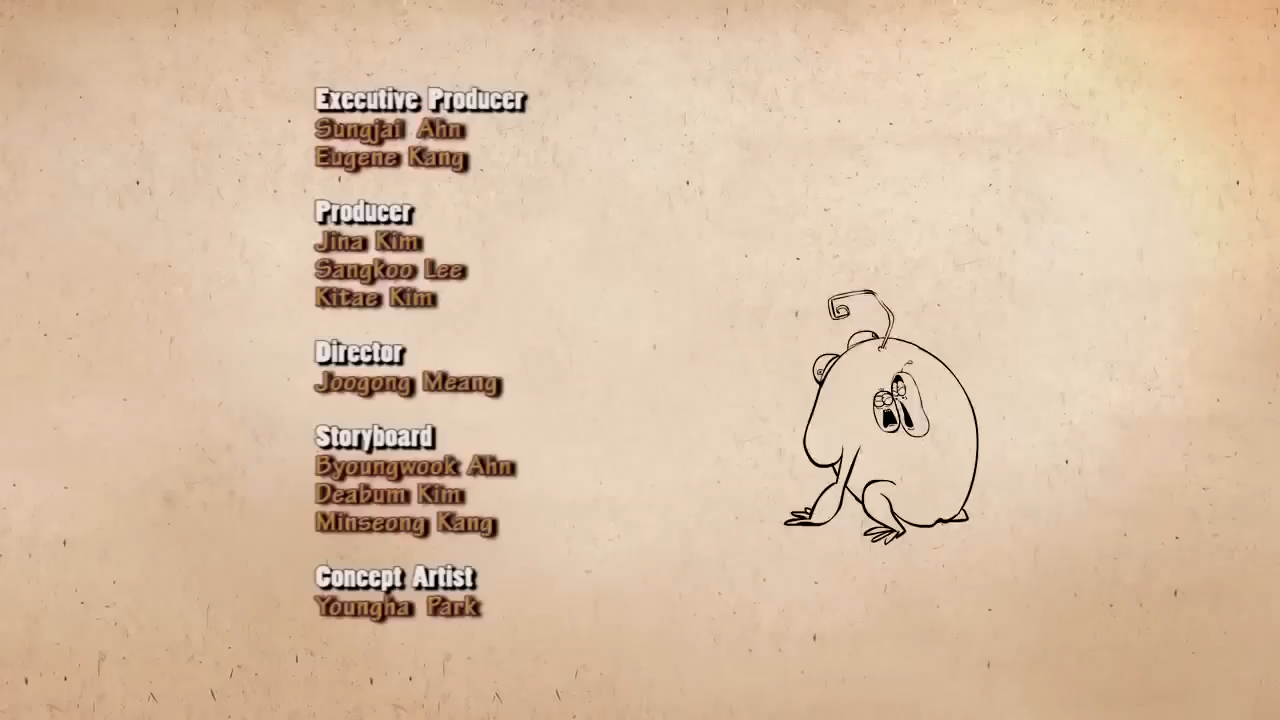 Executive Producer
Sungjai Ahn
Eugene Kang
Producer
Jina Kim
Sangkoo Lee
Kitae Kim
Director
Joogong Meang
Storyboard
Byoungwook Ahn
Deabum Kim
Minseong Kang
Concept Artist
Youngha Park